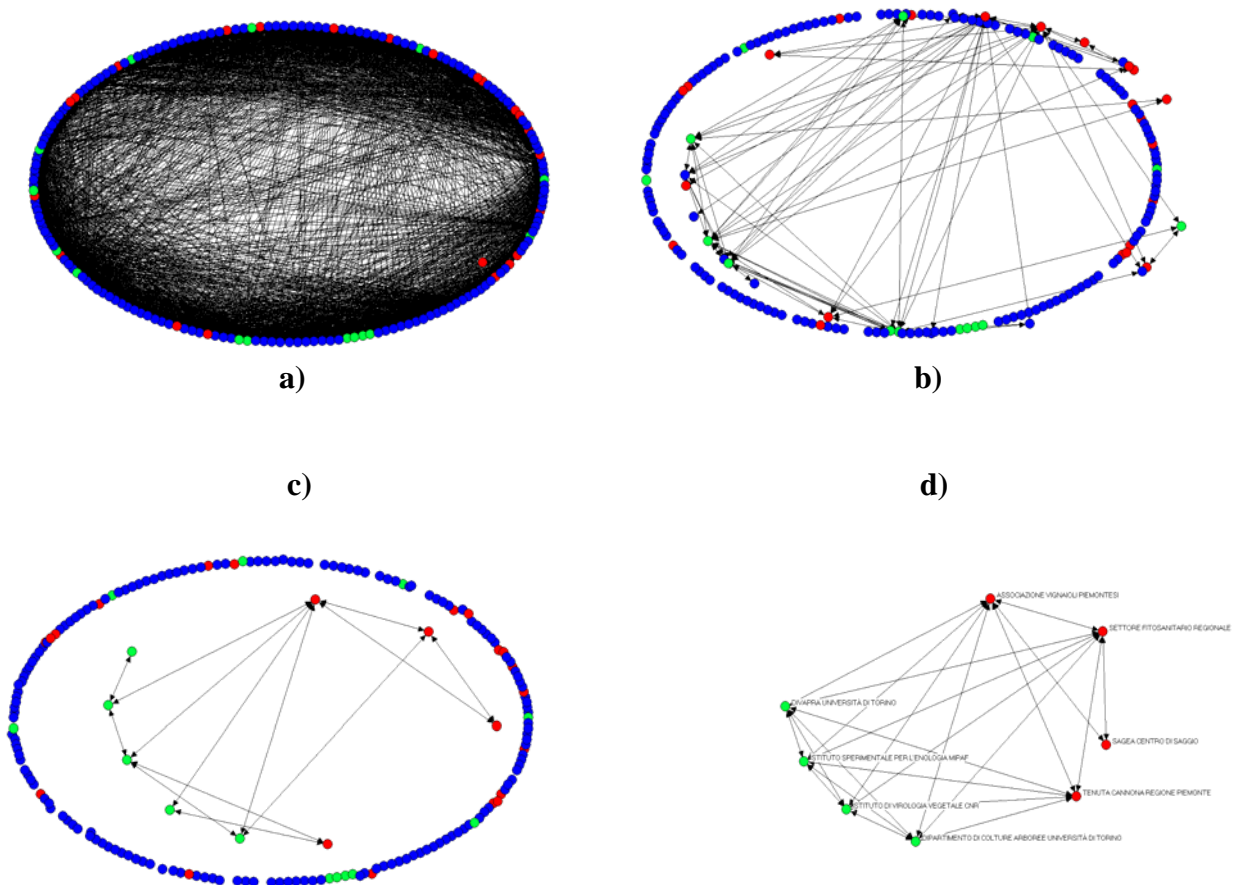 a)
b)
c)
d)
ASSOCIAZIONE VIGNAIOLI PIEMONTESI
SETTORE FITOSANITARIO REGIONALE
DIVAPRA UNIVERSITÀ DI TORINO
SAGEA CENTRO DI SAGGIO
ISTITUTO SPERIMENTALE PER L'ENOLOGIA MIPAF
TENUTA CANNONA REGIONE PIEMONTE
ISTITUTO DI VIROLOGIA VEGETALE CNR
DIPARTIMENTO DI COLTURE ARBOREE UNIVERSITÀ DI TORINO